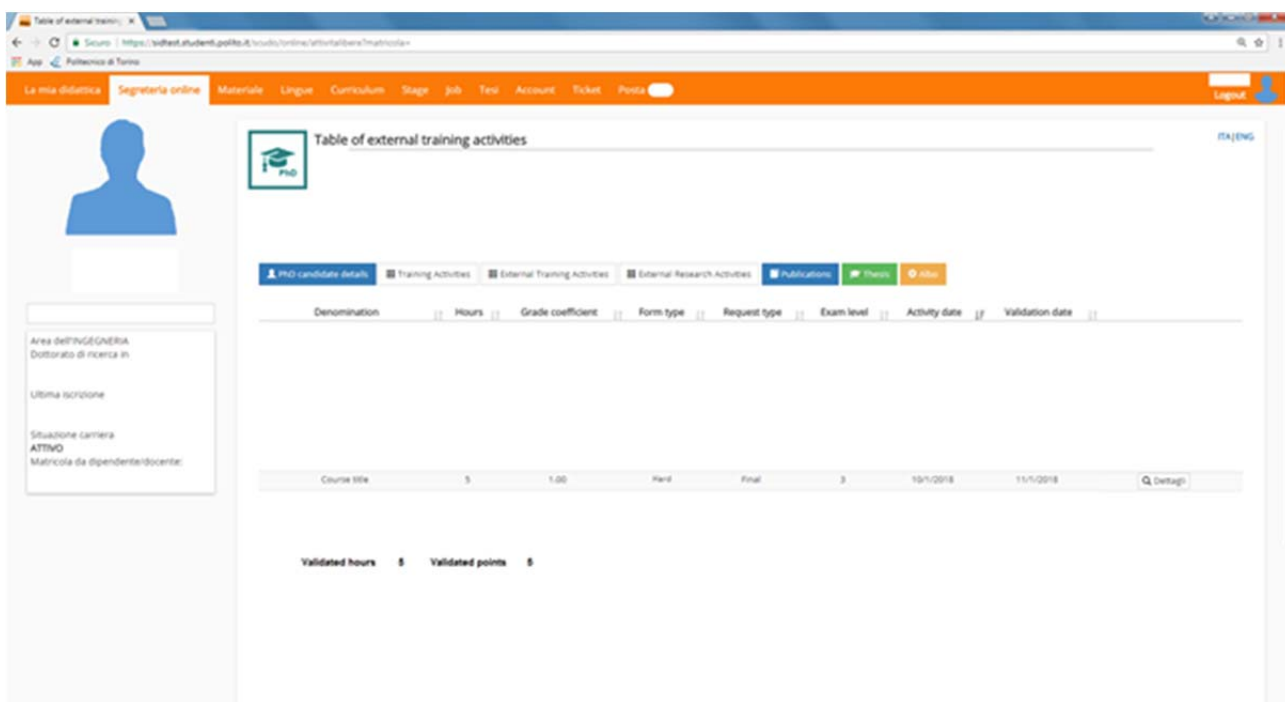 Table of external training
Sicuro | https://sidtest.studenti.polito.it/scudo/online/attivitalibere?matricola=
App Politecnico di Torino
La mia didattica Segreteria online Materiale Lingue Curriculum Stage Job Tesi Account Ticket Posta
Logout
Table of external training activities
ITA|ENG
PhD
PhD candidate details Training Activities External Training Activities External Research Activities Publications Thesis Albo
Denomination Hours Grade coefficient Form type Request type Exam level Activity date Validation date
Area dell'INGEGNERIA
Dottorato di ricerca in
Ultima iscrizione
Situazione carriera
ATTIVO
Matricola da dipendente/docente:
Course title 5 1.00 Hard Final 3 10/1/2018 11/1/2018 Dettagli
Validated hours 5 Validated points 5